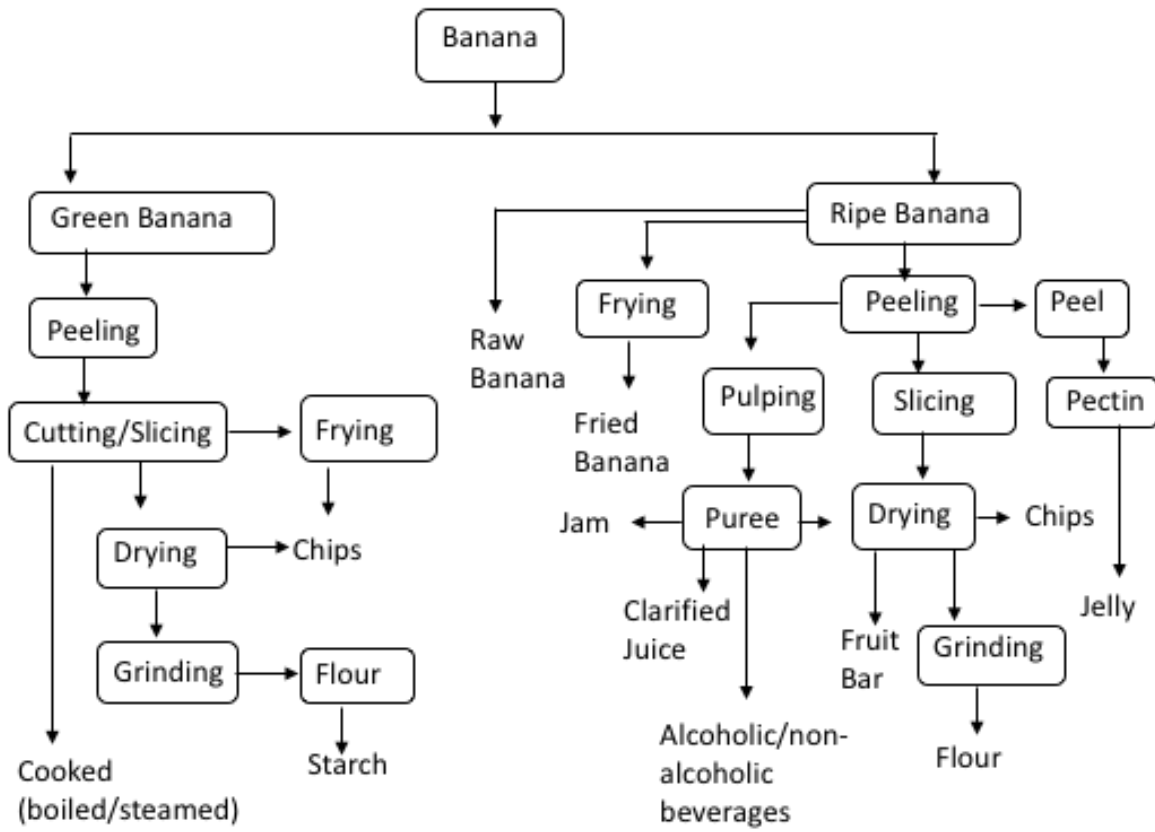 Banana
Green Banana
Ripe Banana
Peeling
Frying
Peeling
Peel
Raw
Banana
Pulping
Slicing
Pectin
Cutting/Slicing
Frying
Fried
Banana
Jam
Puree
Drying
Chips
Drying
Chips
Clarified
Juice
Fruit
Bar
Grinding
Jelly
Grinding
Flour
Cooked
(boiled/steamed)
Starch
Alcoholic/non-
alcoholic
beverages
Flour